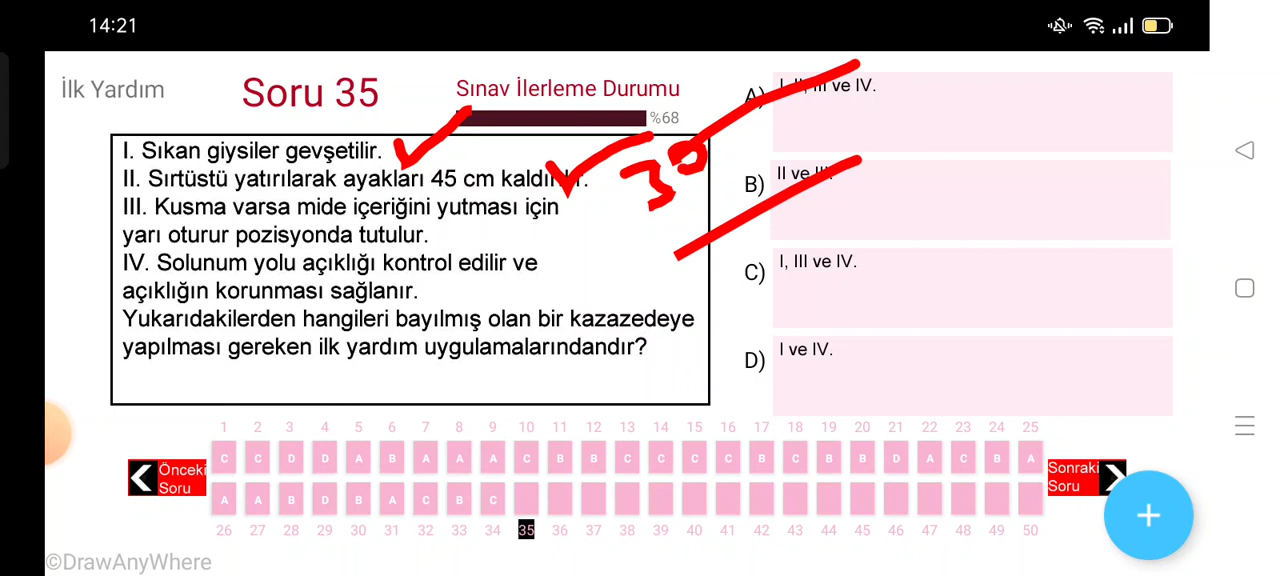 14:21
İlk Yardım
Soru 35
Sınav İlerleme Durumu
%68
I. Sıkan giysiler gevşetilir.
II. Sırtüstü yatırılarak ayakları 45 cm kaldırılır.
III. Kusma varsa mide içeriğini yutması için
yarı oturur pozisyonda tutulur.
IV. Solunum yolu açıklığı kontrol edilir ve
açıklığın korunması sağlanır.
Yukarıdakilerden hangileri bayılmış olan bir kazazedeye
yapılması gereken ilk yardım uygulamalarındandır?
30
A) I, II, III ve IV.
B) II ve III.
C) I, III ve IV.
D) I ve IV.
1 2 3 4 5 6 7 8 9 10 11 12 13 14 15 16 17 18 19 20 21 22 23 24 25
C C D D A B A A A C B B C C C C B C B B D A C B A
A A B D B A C B C
26 27 28 29 30 31 32 33 34 35 36 37 38 39 40 41 42 43 44 45 46 47 48 49 50
Önceki
Soru
Sonraki
Soru
©DrawAnyWhere